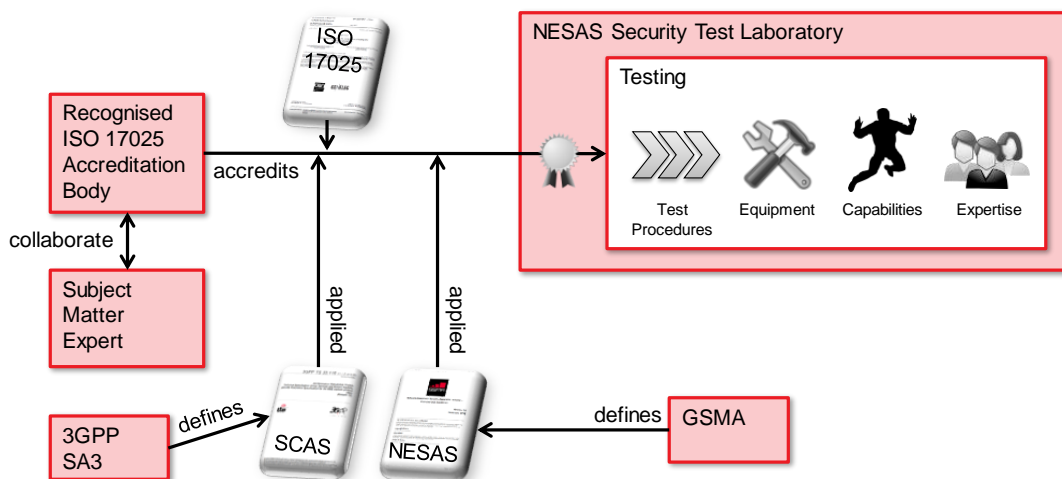 ISO
17025
NESAS Security Test Laboratory
Testing
Recognised
ISO 17025
Accreditation
Body
accredits
Test
Procedures
Equipment
Capabilities
Expertise
collaborate
Subject
Matter
Expert
applied
applied
3GPP
SA3
defines
SCAS
NESAS
defines
GSMA